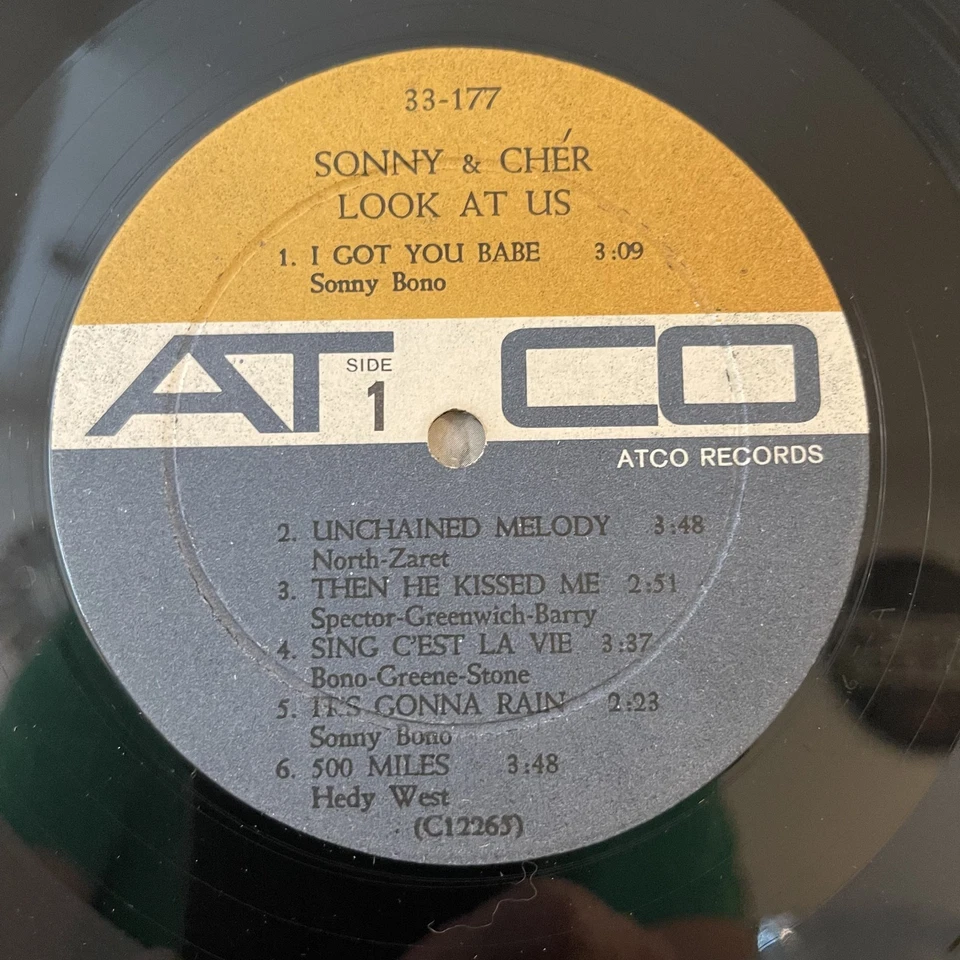 33-177
SONNY & CHÉR
LOOK AT US
1. I GOT YOU BABE 3:09
Sonny Bono
ATCO
SIDE
1
ATCO RECORDS
2. UNCHAINED MELODY 3:48
North-Zaret
3. THEN HE KISSED ME 2:51
Spector-Greenwich-Barry
4. SING C'EST LA VIE 3:37
Bono-Greene-Stone
5. IT'S GONNA RAIN 2:23
Sonny Bono
6. 500 MILES 3:48
Hedy West
(C12265)